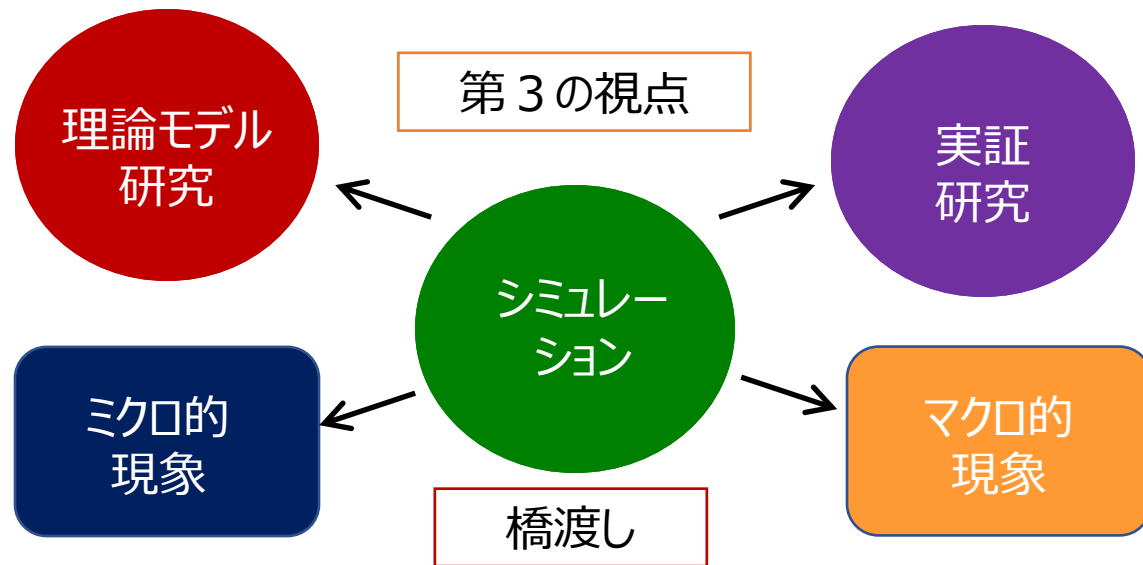 理論モデル
研究
第３の視点
実証
研究
シミュレー
ション
ミクロ的
現象
マクロ的
現象
橋渡し